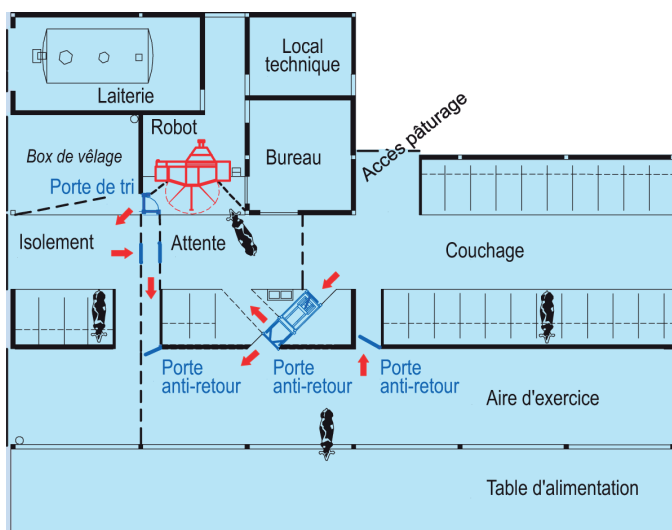 Local
technique
Laiterie
Robot
Accès pâturage
Box de vêlage
Bureau
Porte de tri
Isolement
Attente
Couchage
Porte
anti-retour
Porte
anti-retour
Porte
anti-retour
Aire d'exercice
Table d'alimentation